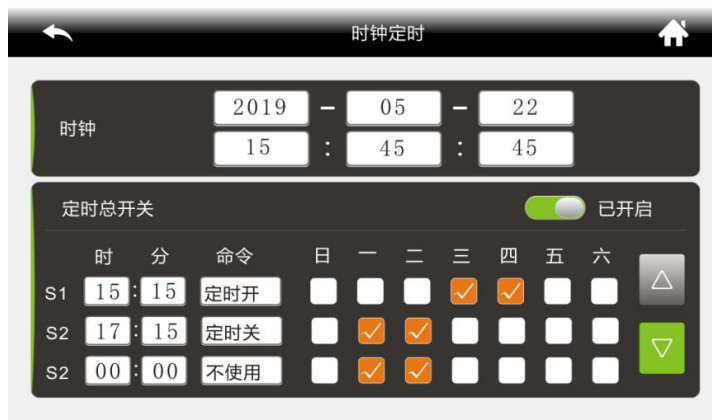 时钟定时
时钟
2019 - 05 - 22
15 : 45 : 45
定时总开关 已开启
时 分 命令 日 一 二 三 四 五 六
S1 15:15 定时开
S2 17:15 定时关
S2 00:00 不使用